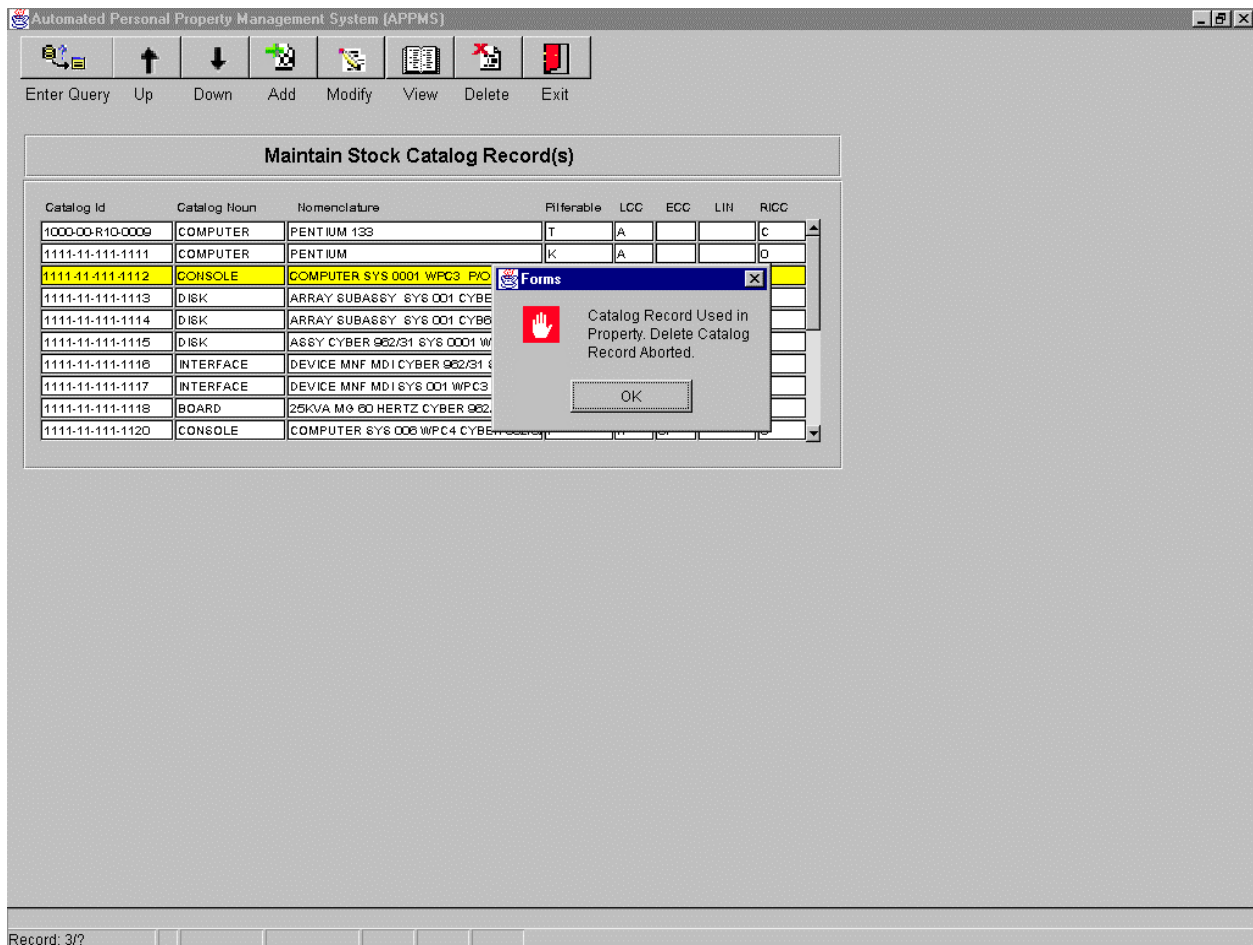 Automated Personal Property Management System (APPMS)
Enter Query Up Down Add Modify View Delete Exit
Maintain Stock Catalog Record(s)
Catalog Id Catalog Noun Nomenclature Pilferable LCC ECC LIN RICC
1000-00-R10-0009 COMPUTER PENTIUM 133 T A C
1111-11-111-1111 COMPUTER PENTIUM K A O
1111-11-111-1112 CONSOLE COMPUTER SYS 0001 WPC3 P/O
1111-11-111-1113 DISK ARRAY SUBASSY SYS 001 CYBE
1111-11-111-1114 DISK ARRAY SUBASSY SYS 001 CYB6
1111-11-111-1115 DISK ASSY CYBER 962/31 SYS 0001 W
1111-11-111-1116 INTERFACE DEVICE MNF MDI CYBER 962/31
1111-11-111-1117 INTERFACE DEVICE MNF MDI SYS 001 WPC3
1111-11-111-1118 BOARD 25KVA MG 60 HERTZ CYBER 962
1111-11-111-1120 CONSOLE COMPUTER SYS 006 WPC4
Forms
Catalog Record Used in
Property. Delete Catalog
Record Aborted.
OK
Record: 3/?